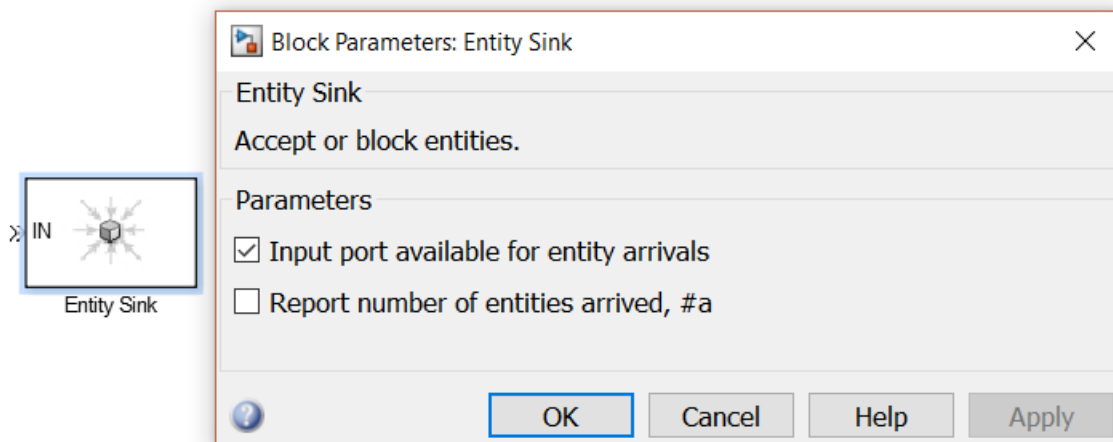 Block Parameters: Entity Sink
Entity Sink
Accept or block entities.
IN
Entity Sink
Parameters
Input port available for entity arrivals
Report number of entities arrived, #a
? OK Cancel Help Apply